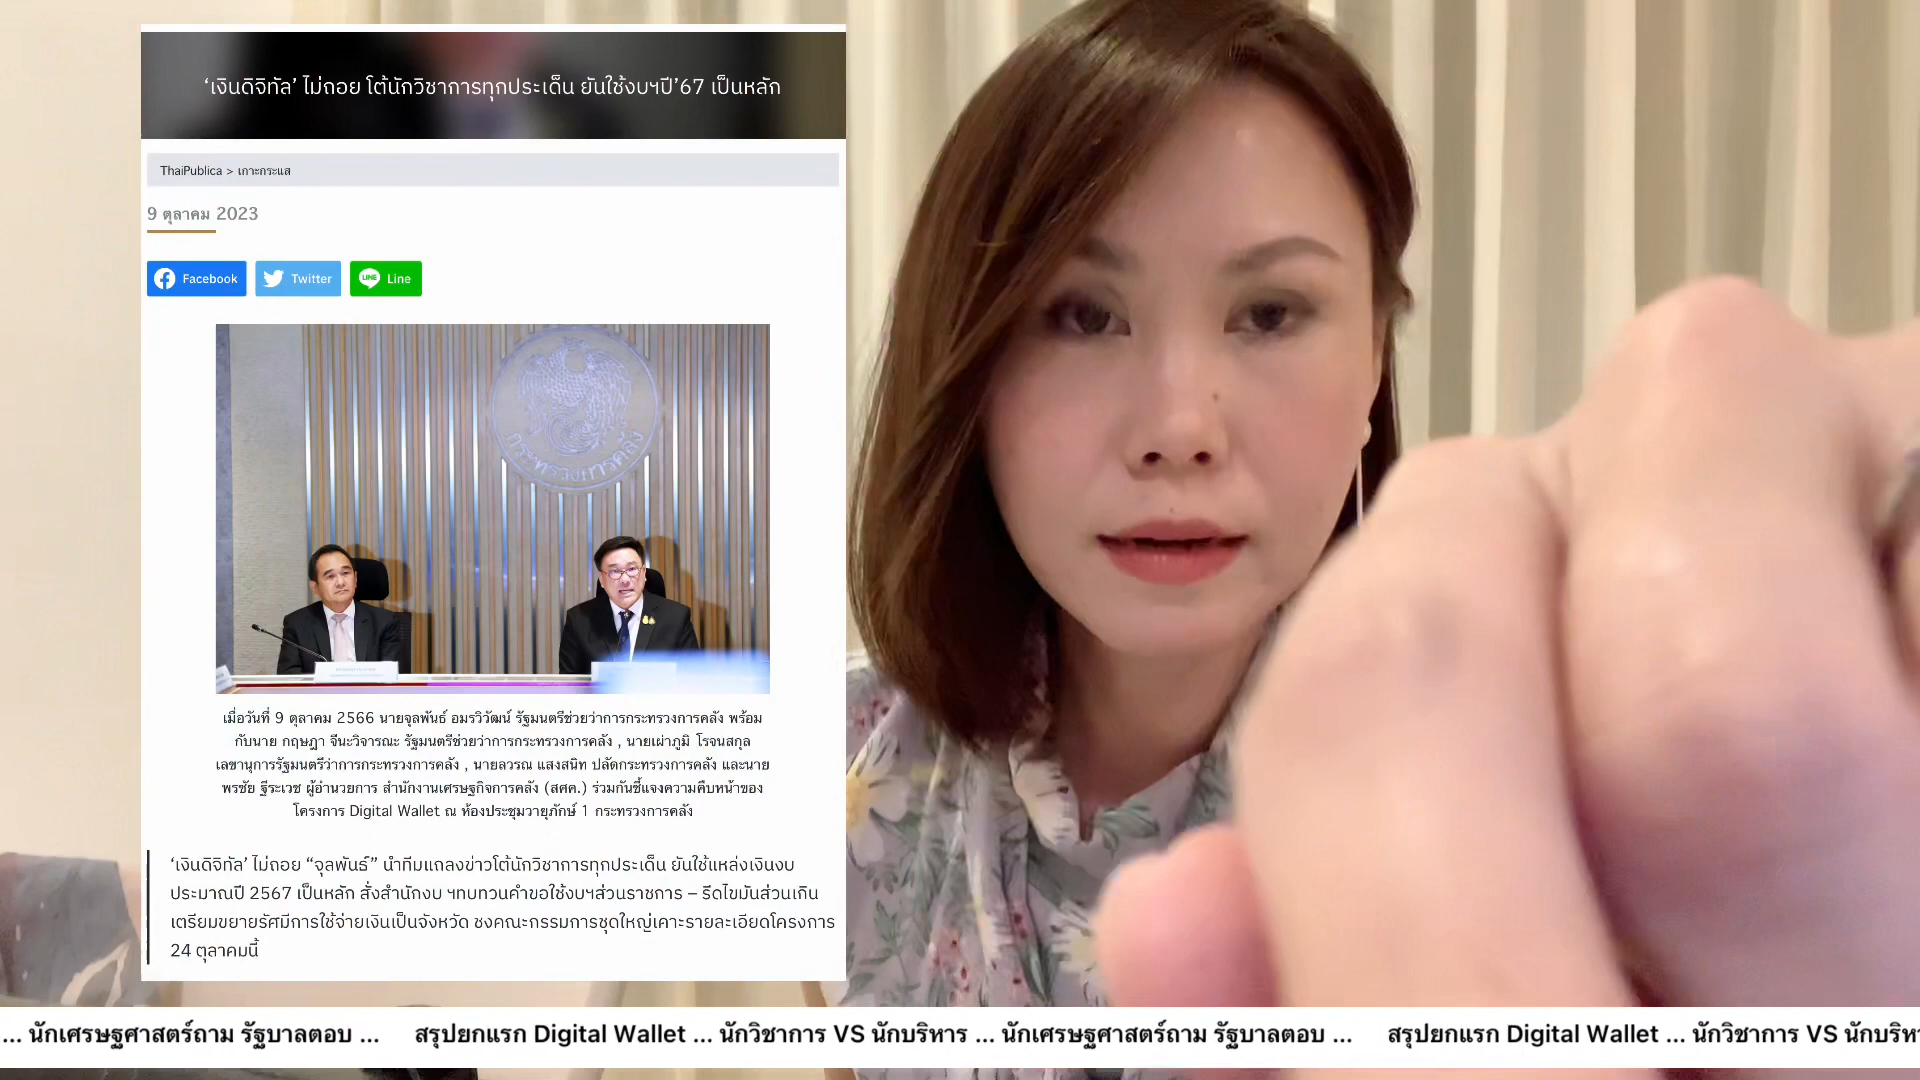 ‘เงินดิจิทัล’ ไม่ถอย โต้นักวิชาการทุกประเด็น ยันใช้งบฯปี’67 เป็นหลัก
ThaiPublica > เกาะกระแส
9 ตุลาคม 2023
Facebook Twitter LINE Line
กระทรวงการคลัง
เมื่อวันที่ 9 ตุลาคม 2566 นายจุลพันธ์ อมรวิวัฒน์ รัฐมนตรีช่วยว่าการกระทรวงการคลัง พร้อม
กับนาย กฤษฎา จีนะวิจารณะ รัฐมนตรีช่วยว่าการกระทรวงการคลัง , นายเผ่าภูมิ โรจนสกุล
เลขานุการรัฐมนตรีว่าการกระทรวงการคลัง , นายลวรณ แสงสนิท ปลัดกระทรวงการคลัง และนาย
พรชัย ฐีระเวช ผู้อำนวยการ สำนักงานเศรษฐกิจการคลัง (สศค.) ร่วมกันชี้แจงความคืบหน้าของ
โครงการ Digital Wallet ณ ห้องประชุมวายุภักษ์ 1 กระทรวงการคลัง
‘เงินดิจิทัล’ ไม่ถอย “จุลพันธ์” นำทีมแถลงข่าวโต้นักวิชาการทุกประเด็น ยันใช้แหล่งเงินงบ
ประมาณปี 2567 เป็นหลัก สั่งสำนักงบ ฯทบทวนคำขอใช้งบฯส่วนราชการ – รีดไขมันส่วนเกิน
เตรียมขยายรัศมีการใช้จ่ายเงินเป็นจังหวัด ชงคณะกรรมการชุดใหญ่เคาะรายละเอียดโครงการ
24 ตุลาคมนี้
... นักเศรษฐศาสตร์ถาม รัฐบาลตอบ ... สรุปยกแรก Digital Wallet ... นักวิชาการ VS นักบริหาร ... นักเศรษฐศาสตร์ถาม รัฐบาลตอบ ... สรุปยกแรก Digital Wallet ... นักวิชาการ VS นักบริห